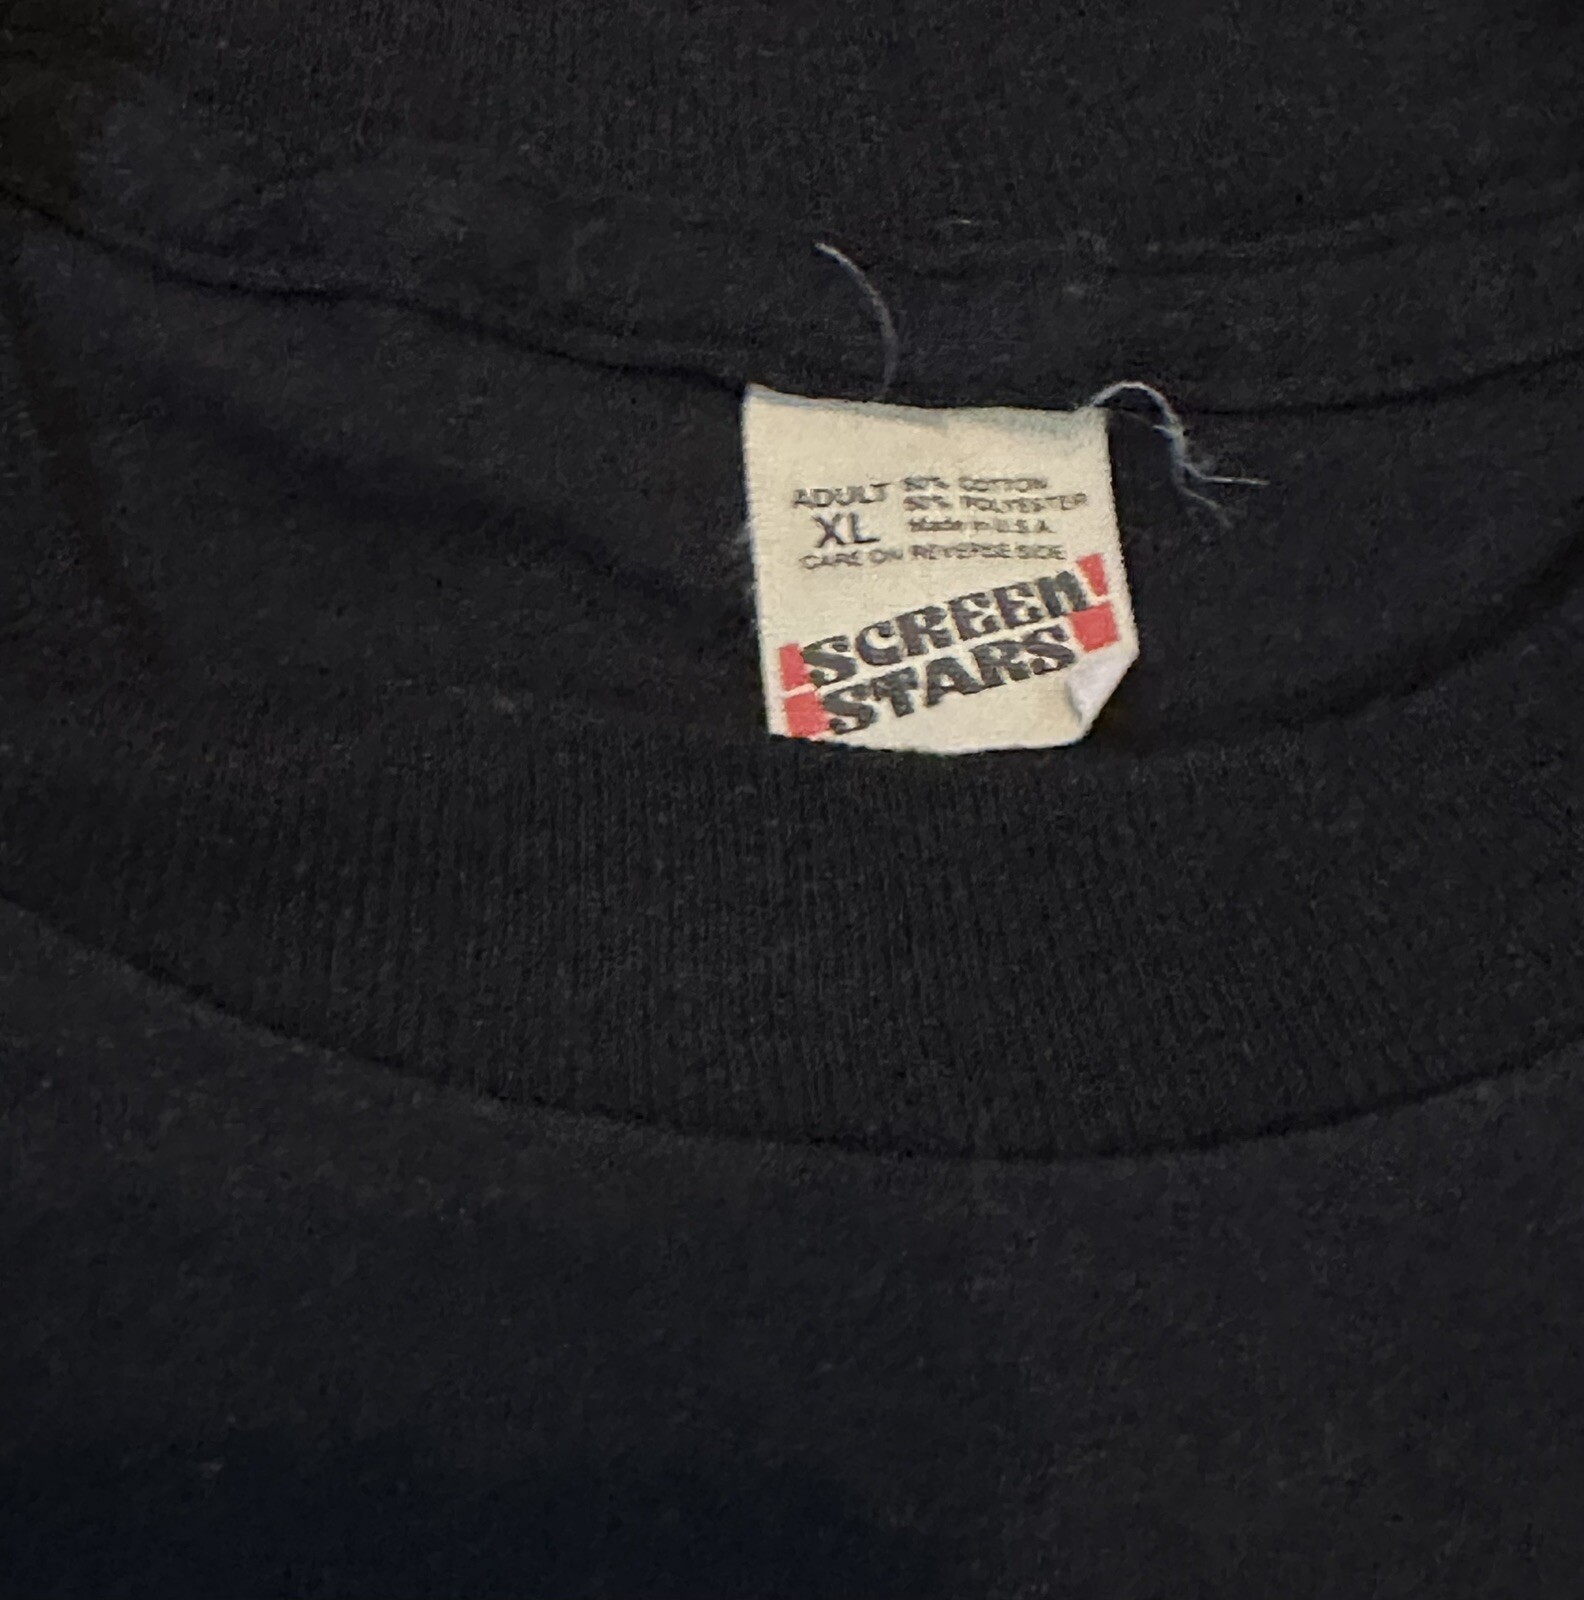 ADULT 50% COTTON
XL 50% POLYESTER
Made in U.S.A.
CARE ON REVERSE SIDE
SCREEN
STARS